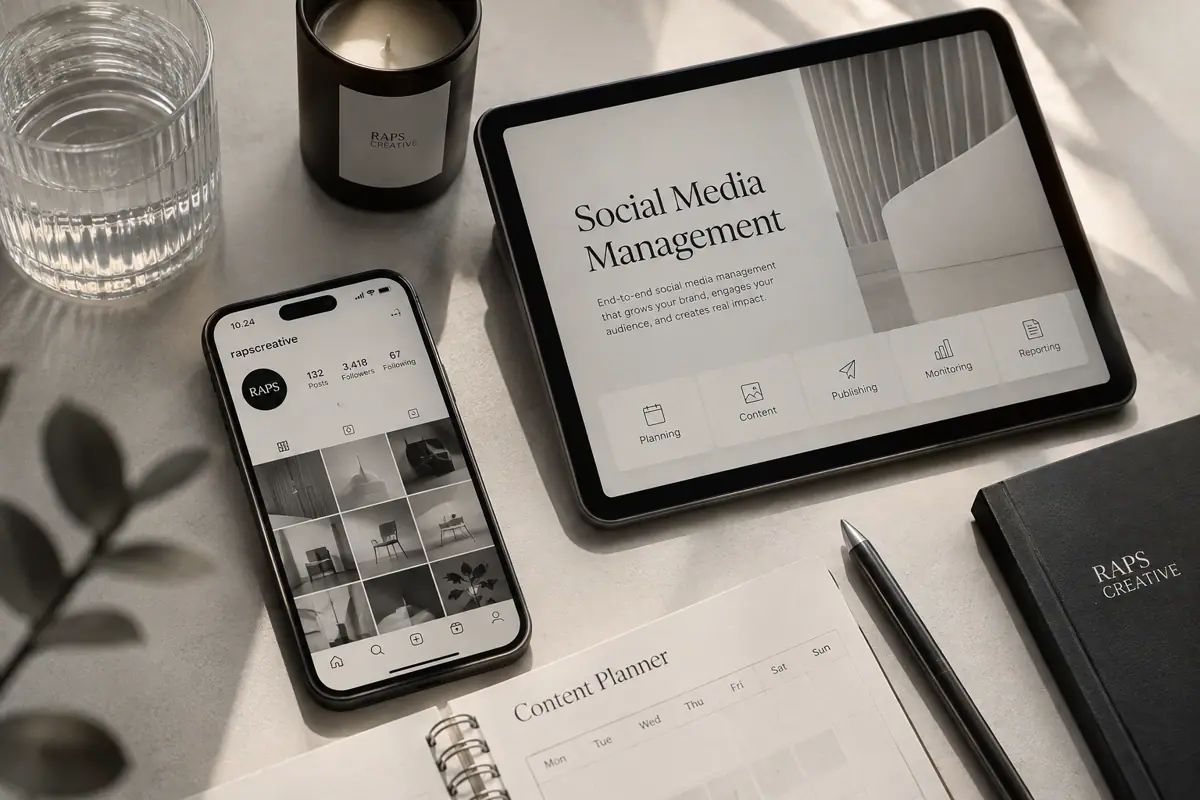 RAPS
CREATIVE
Social Media
Management
End-to-end social media management
that grows your brand, engages your
audience, and creates real impact.
Planning
Content
Publishing
Monitoring
Reporting
10.24
rapscreative
RAPS
132
Posts
3,418
Followers
67
Following
RAPS
CREATIVE
Content Planner
Mon Tue Wed Thu Fri Sat Sun